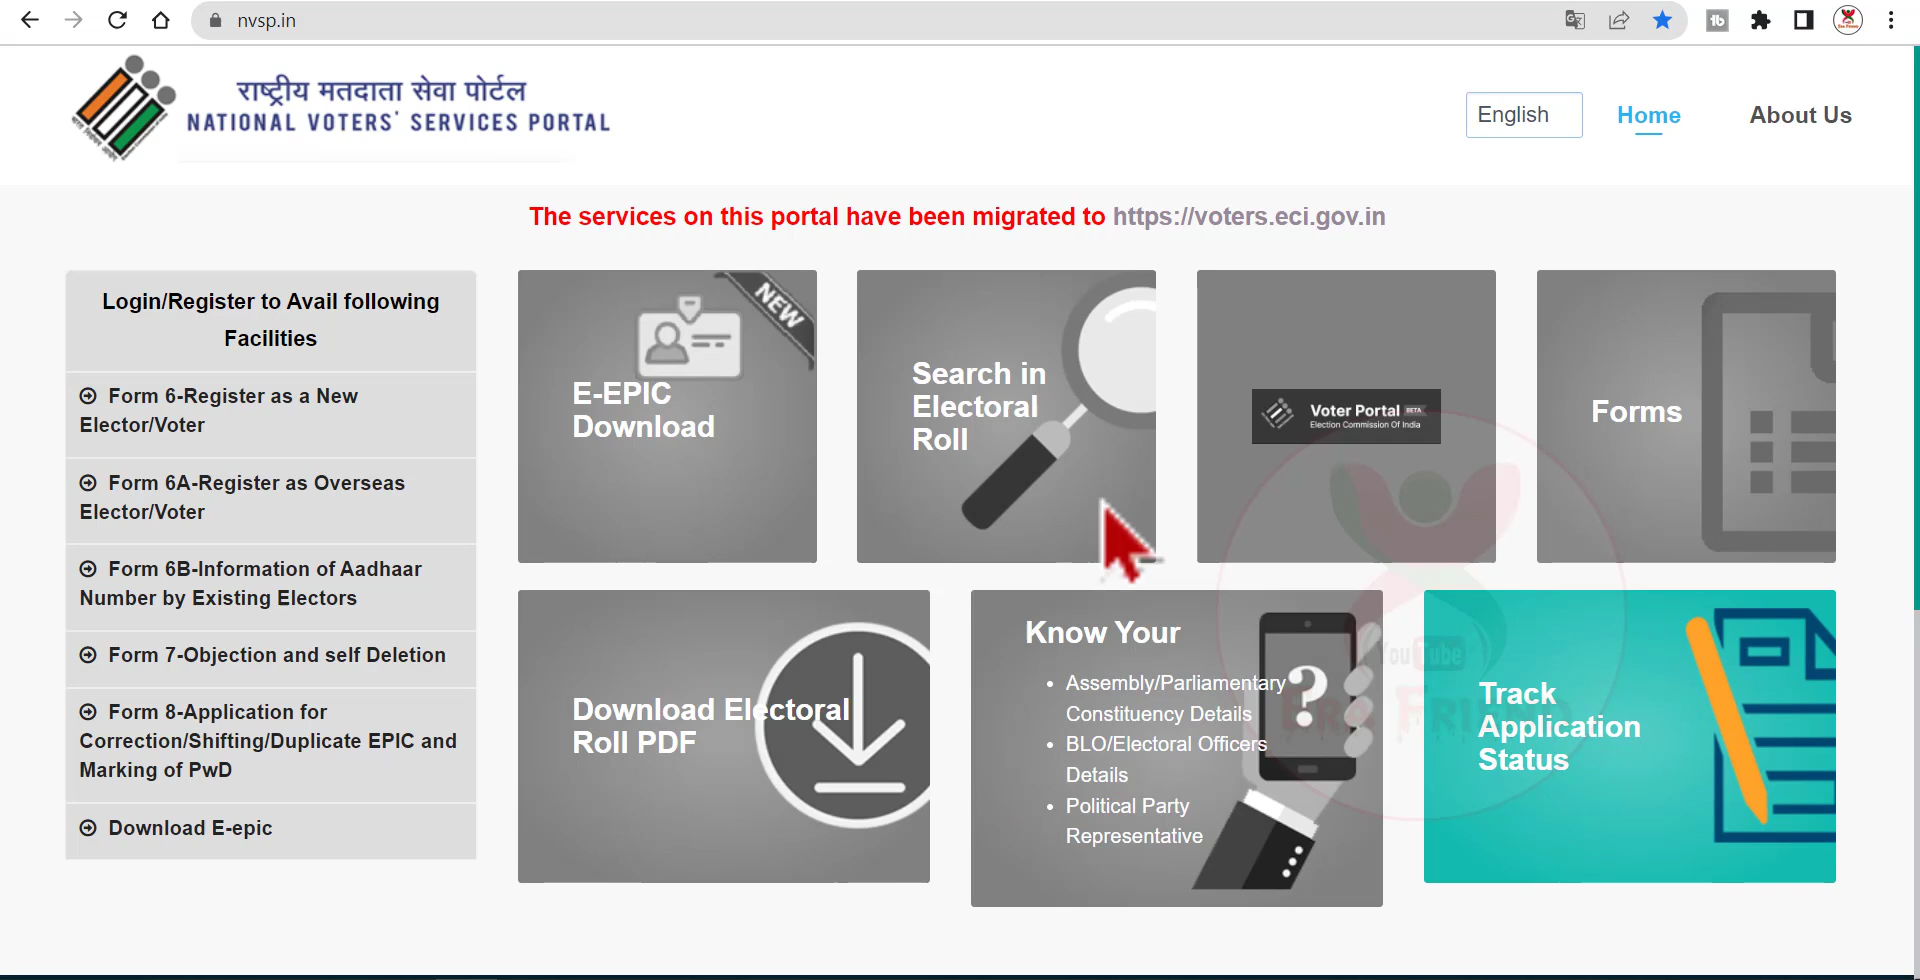 nvsp.in
राष्ट्रीय मतदाता सेवा पोर्टल
NATIONAL VOTERS' SERVICES PORTAL
English
Home
About Us
The services on this portal have been migrated to https://voters.eci.gov.in
Login/Register to Avail following
Facilities
Form 6-Register as a New
Elector/Voter
Form 6A-Register as Overseas
Elector/Voter
Form 6B-Information of Aadhaar
Number by Existing Electors
Form 7-Objection and self Deletion
Form 8-Application for
Correction/Shifting/Duplicate EPIC and
Marking of PwD
Download E-epic
NEW
E-EPIC
Download
Search in
Electoral
Roll
Voter Portal BETA
Election Commission Of India
Forms
Download Electoral
Roll PDF
Know Your
Assembly/Parliamentary
Constituency Details
BLO/Electoral Officers
Details
Political Party
Representative
YouTube
Track
Application
Status